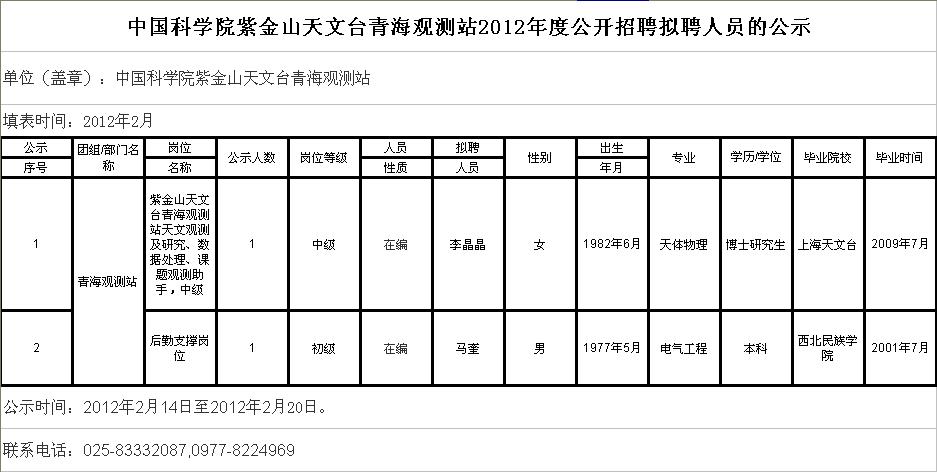 中国科学院紫金山天文台青海观测站2012年度公开招聘拟聘人员的公示
单位（盖章）：中国科学院紫金山天文台青海观测站
填表时间：2012年2月
公示 团组/部门名 岗位 公示人数 岗位等级 人员 拟聘 性别 出生 专业 学历/学位 毕业院校 毕业时间
序号 称 名称 性质 人员 年月
紫金山天文
台青海观测
站天文观测
1 及研究、数 1 中级 在编 李晶晶 女 1982年6月 天体物理 博士研究生 上海天文台 2009年7月
据处理、课
青海观测站 题观测助
手，中级
2 后勤支撑岗 1 初级 在编 马奎 男 1977年5月 电气工程 本科 西北民族学 2001年7月
位 院
公示时间：2012年2月14日至2012年2月20日。
联系电话：025-83332087,0977-8224969